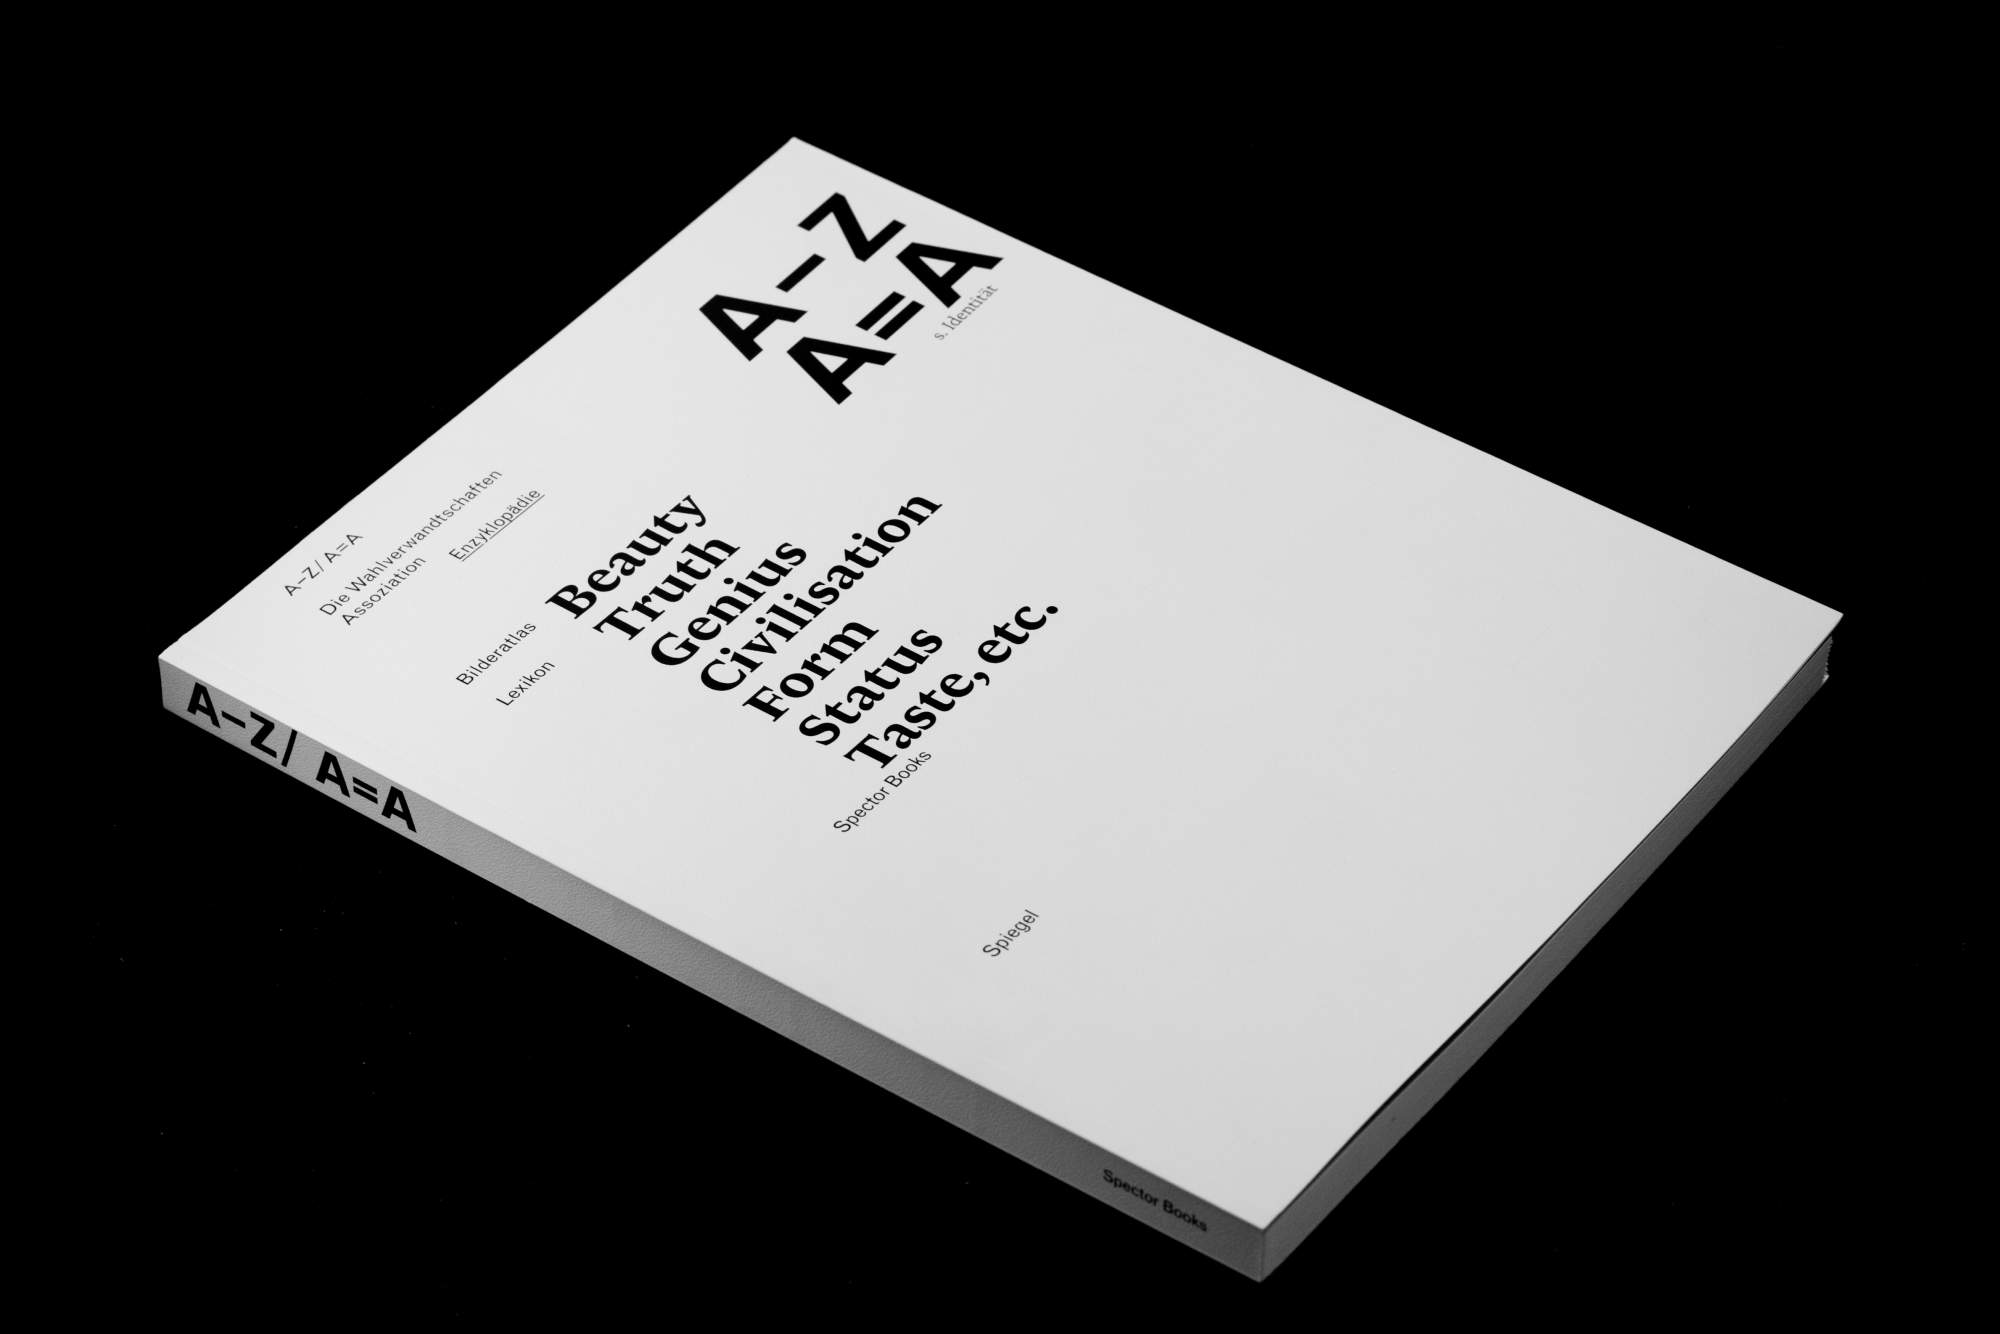 A–Z
A=A
s. Identität
A–Z/ A=A
Die Wahlverwandtschaften
Assoziation
Enzyklopädie
Bilderatlas
Lexikon
Beauty
Truth
Genius
Civilisation
Form
Status
Taste, etc.
Spector Books
Spiegel
A–Z/ A=A
Spector Books